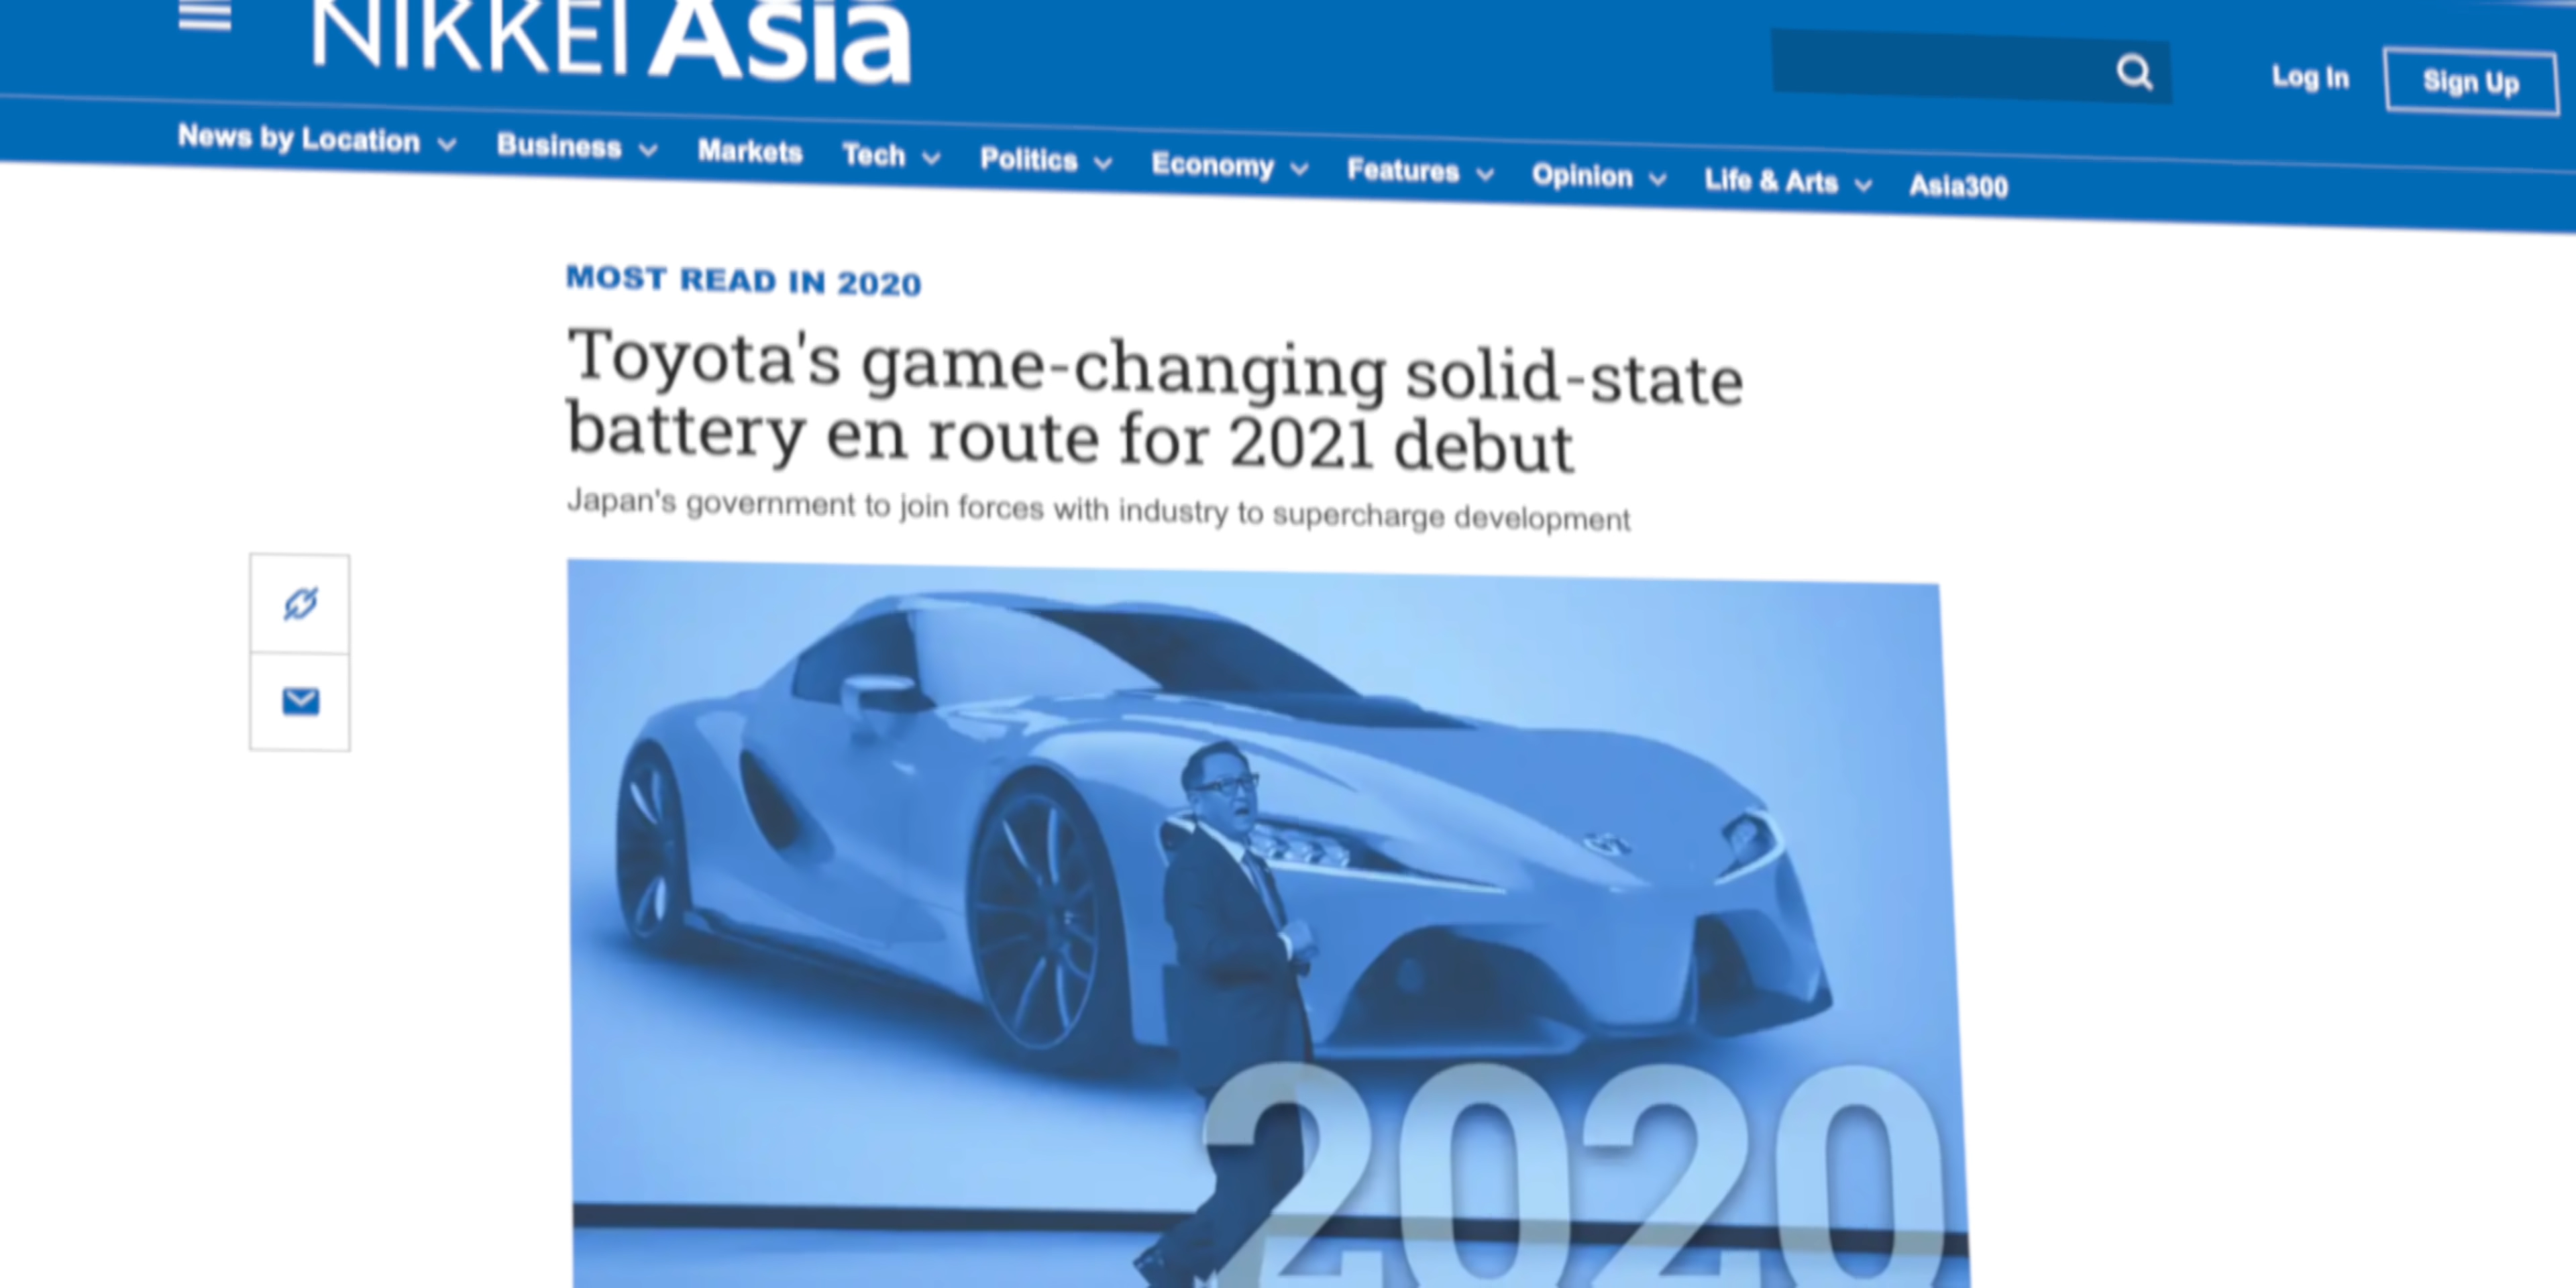 NIKKEI Asia
Log In
Sign Up
News by Location
Business
Markets
Tech
Politics
Economy
Features
Opinion
Life & Arts
Asia300
MOST READ IN 2020
Toyota's game-changing solid-state
battery en route for 2021 debut
Japan's government to join forces with industry to supercharge development
2020